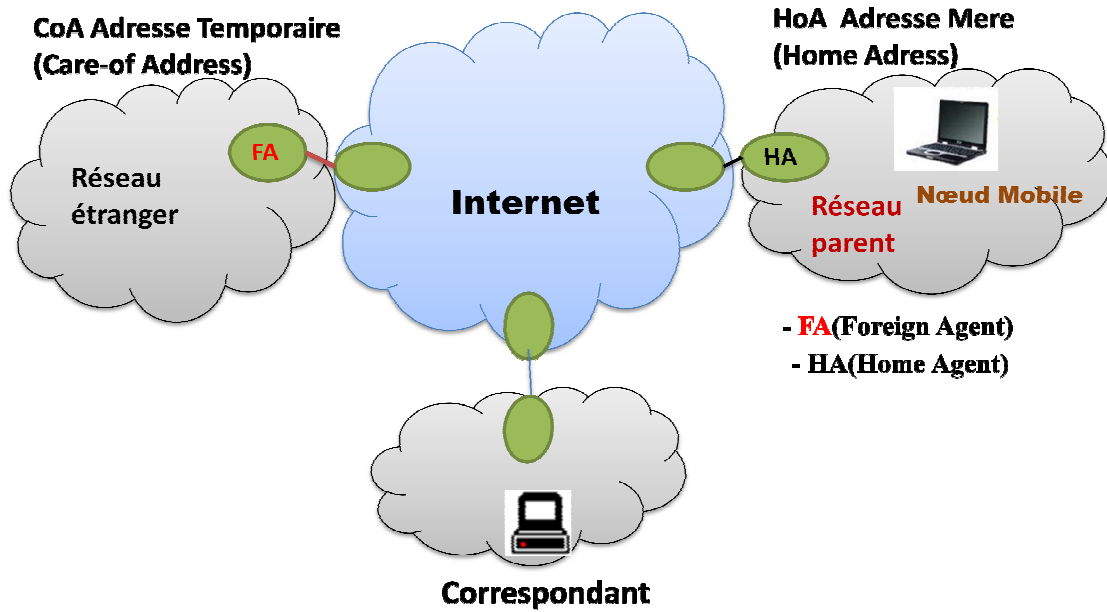 CoA Adresse Temporaire
(Care-of Address)
HoA Adresse Mere
(Home Adress)
FA
Réseau
étranger
Internet
HA
Nœud Mobile
Réseau
parent
- FA(Foreign Agent)
- HA(Home Agent)
Correspondant